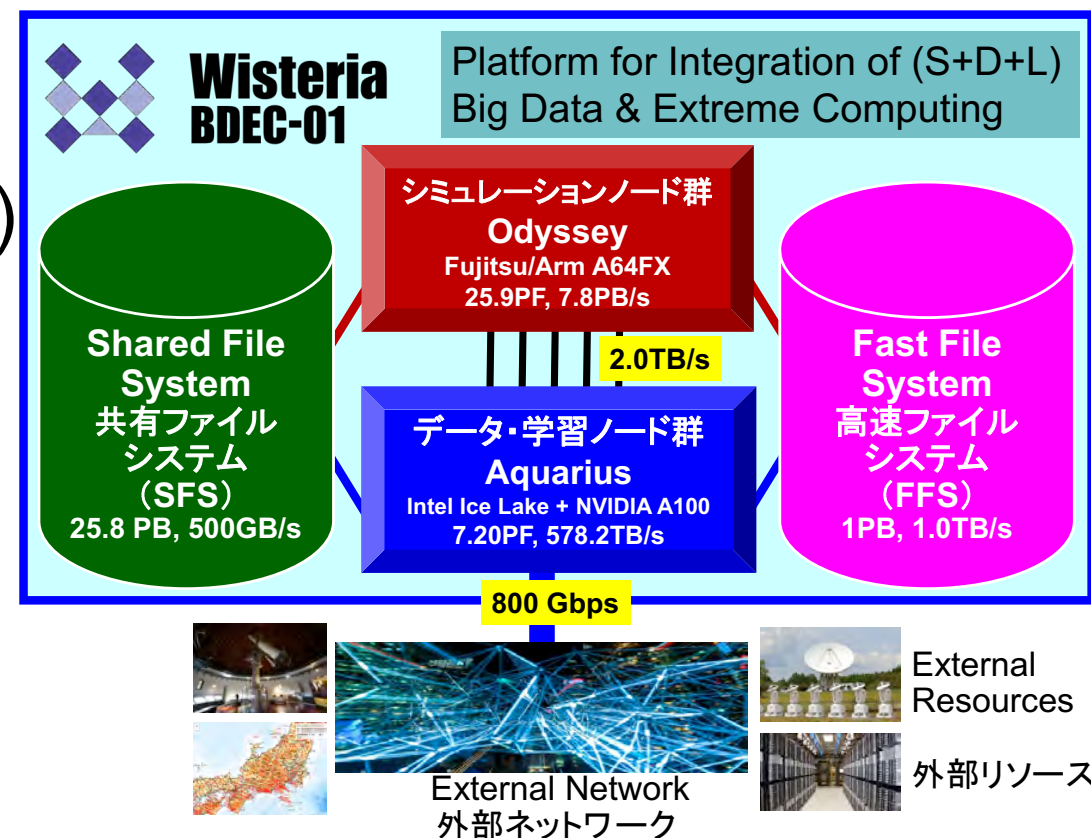 Wisteria
BDEC-01
Platform for Integration of (S+D+L)
Big Data & Extreme Computing
シミュレーションノード群
Odyssey
Fujitsu/Arm A64FX
25.9PF, 7.8PB/s
)
2.0TB/s
Shared File
System
共有ファイル
システム
（SFS）
25.8 PB, 500GB/s
データ・学習ノード群
Aquarius
Intel Ice Lake + NVIDIA A100
7.20PF, 578.2TB/s
Fast File
System
高速ファイル
システム
（FFS）
1PB, 1.0TB/s
800 Gbps
External
Resources
外部リソース
External Network
外部ネットワーク